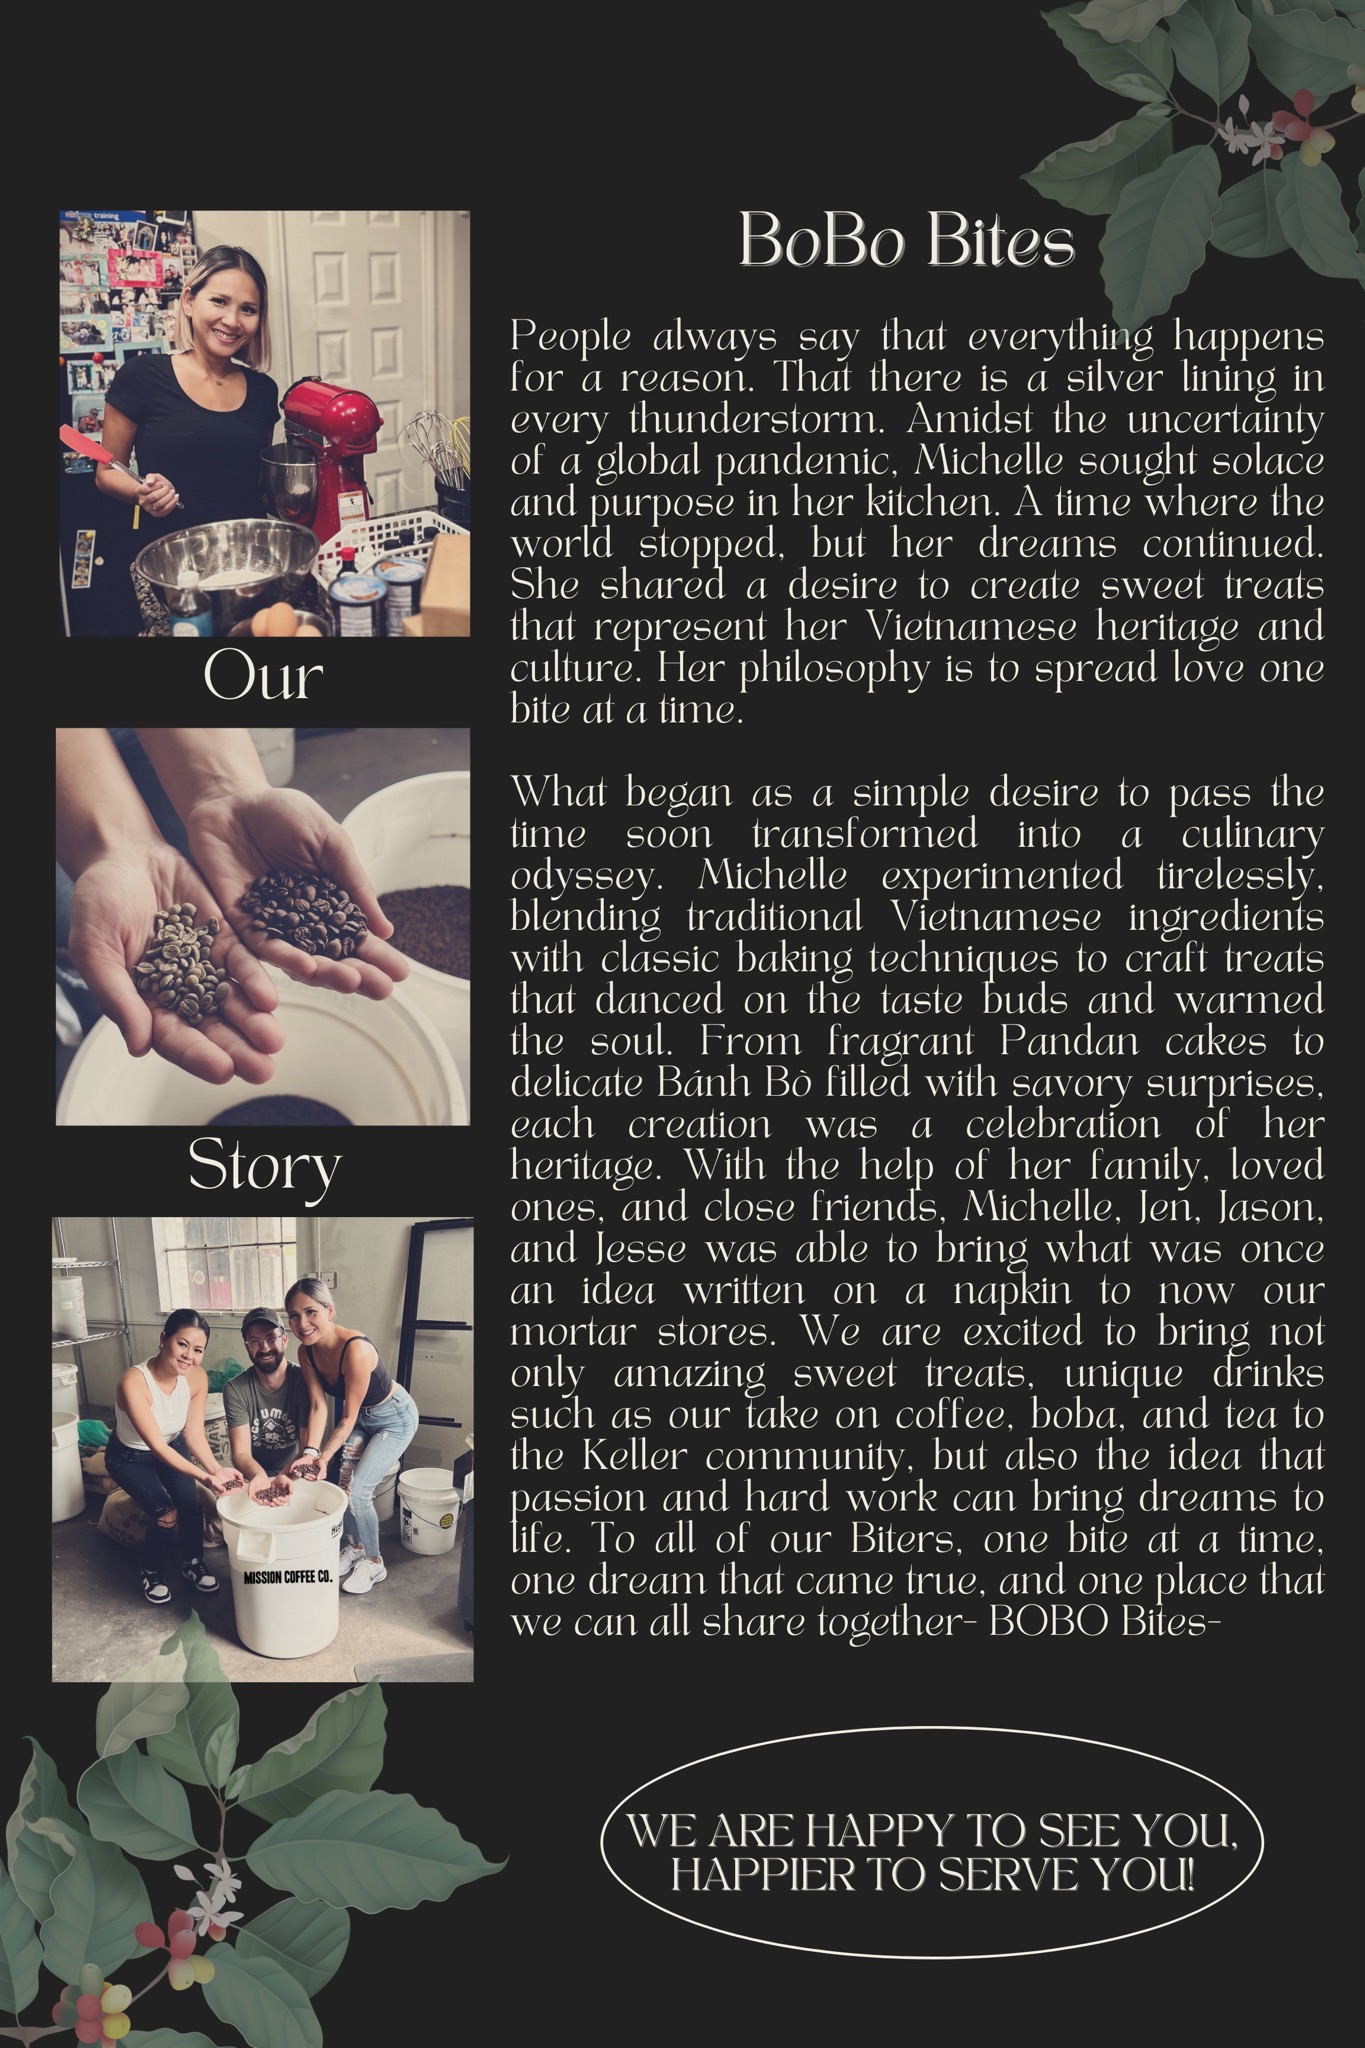 BoBo Bites
People always say that everything happens
for a reason. That there is a silver lining in
every thunderstorm. Amidst the uncertainty
of a global pandemic, Michelle sought solace
and purpose in her kitchen. A time where the
world stopped, but her dreams continued.
She shared a desire to create sweet treats
that represent her Vietnamese heritage and
culture. Her philosophy is to spread love one
bite at a time.
What began as a simple desire to pass the
time soon transformed into a culinary
odyssey. Michelle experimented tirelessly,
blending traditional Vietnamese ingredients
with classic baking techniques to craft treats
that danced on the taste buds and warmed
the soul. From fragrant Pandan cakes to
delicate Bánh Bò filled with savory surprises,
each creation was a celebration of her
heritage. With the help of her family, loved
ones, and close friends, Michelle, Jen, Jason,
and Jesse was able to bring what was once
an idea written on a napkin to now our
mortar stores. We are excited to bring not
only amazing sweet treats, unique drinks
such as our take on coffee, boba, and tea to
the Keller community, but also the idea that
passion and hard work can bring dreams to
life. To all of our Biters, one bite at a time,
one dream that came true, and one place that
we can all share together- BOBO Bites-
training
Our
Story
MISSION COFFEE CO.
WE ARE HAPPY TO SEE YOU,
HAPPIER TO SERVE YOU!